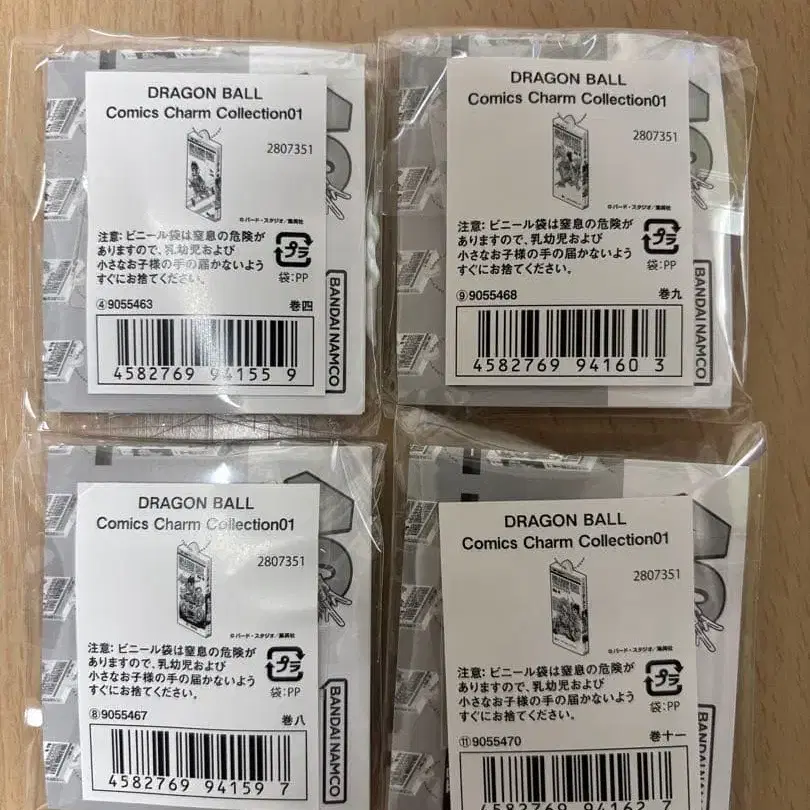 DRAGON BALL
Comics Charm Collection01
2807351
©バード・スタジオ/集英社
注意: ビニール袋は窒息の危険が
ありますので、乳幼児および
小さなお子様の手の届かないよう
すぐにお捨てください。
プラ
袋:PP
④9055463
巻四
4582769 941559
BANDAI NAMCO
DRAGON BALL
Comics Charm Collection01
2807351
©バード・スタジオ/集英社
注意: ビニール袋は窒息の危険が
ありますので、乳幼児および
小さなお子様の手の届かないよう
すぐにお捨てください。
プラ
袋:PP
⑨9055468
巻九
4582769 941603
BANDAI NAMCO
DRAGON BALL
Comics Charm Collection01
2807351
©バード・スタジオ/集英社
注意: ビニール袋は窒息の危険が
ありますので、乳幼児および
小さなお子様の手の届かないよう
すぐにお捨てください。
プラ
袋:PP
⑧9055467
巻八
4582769 941597
BANDAI NAMCO
DRAGON BALL
Comics Charm Collection01
2807351
©バード・スタジオ/集英社
注意: ビニール袋は窒息の危険が
ありますので、乳幼児および
小さなお子様の手の届かないよう
すぐにお捨てください。
プラ
袋:PP
⑪9055470
巻十一
4582769 941627
BANDAI NAM